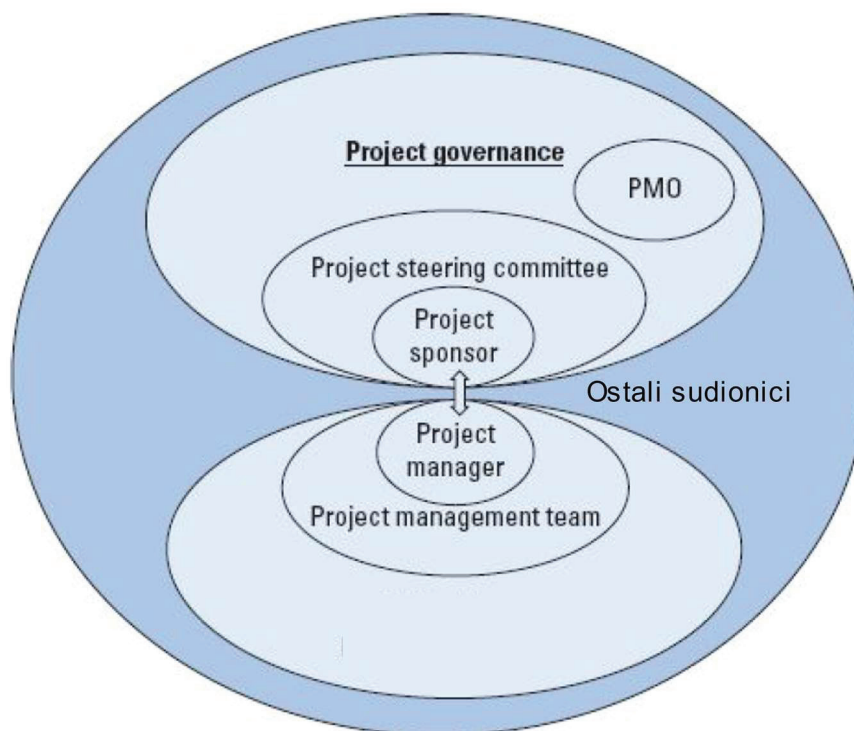 Project governance
PMO
Project steering committee
Project
sponsor
Ostali sudionici
Project
manager
Project management team